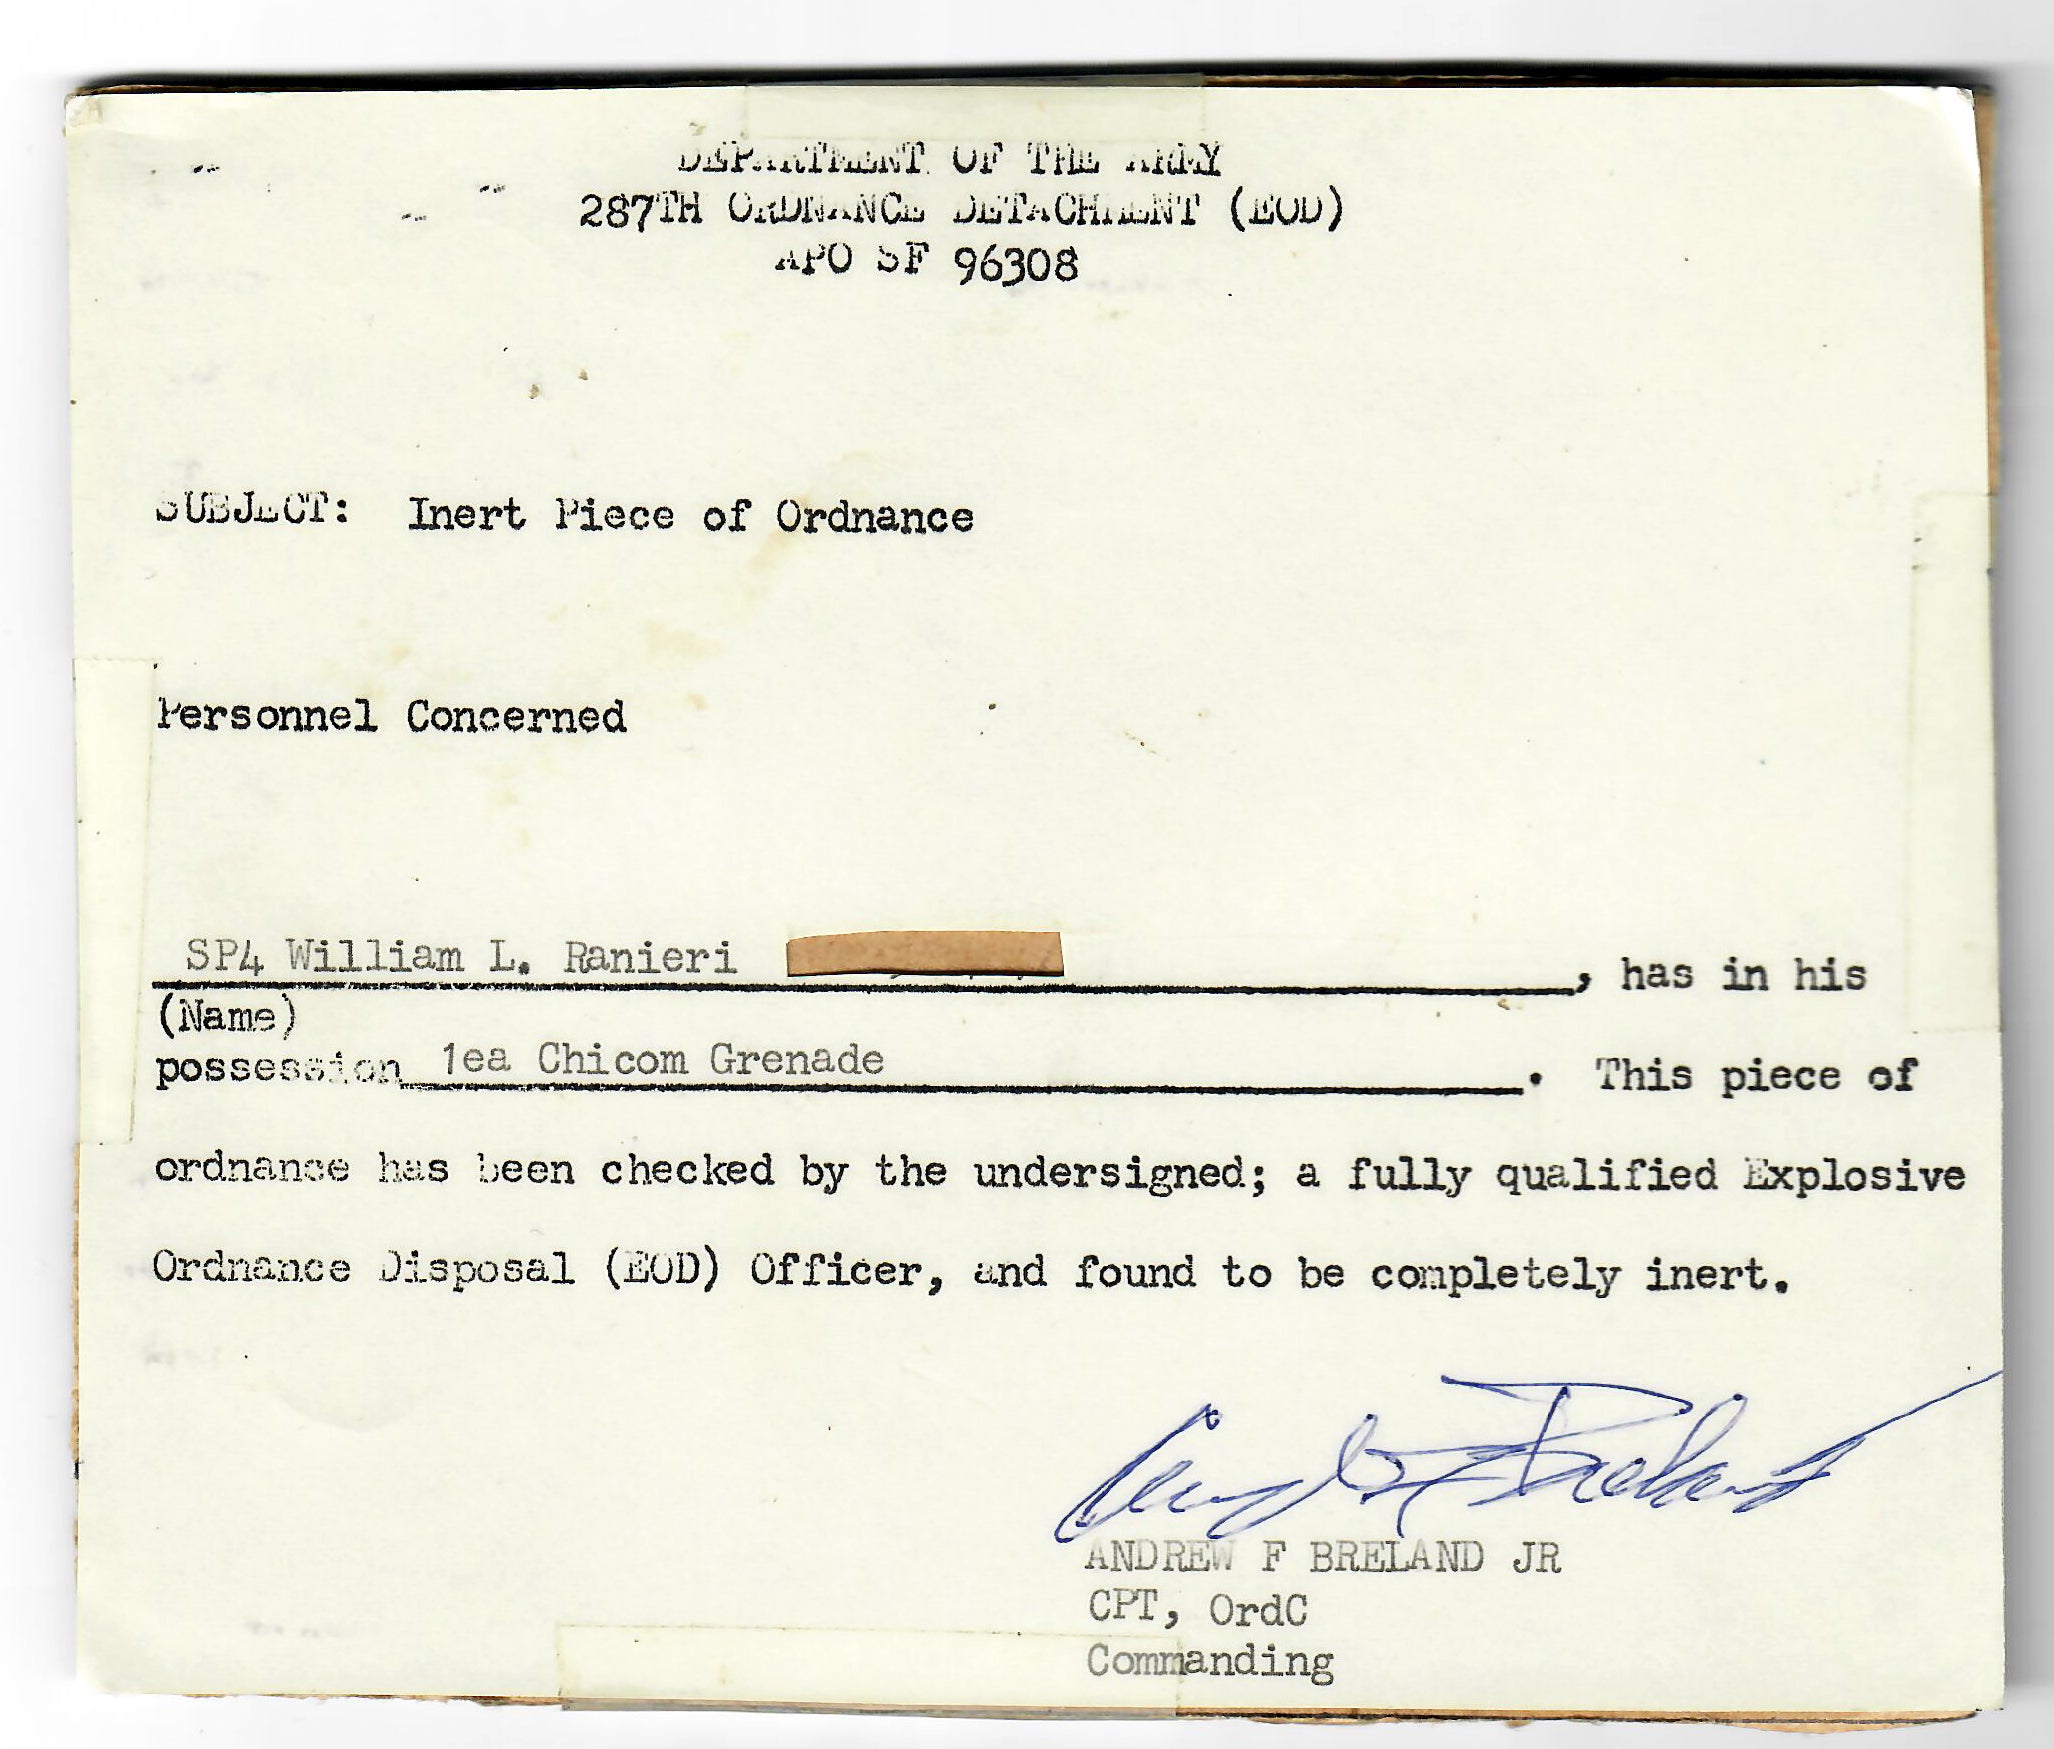 DEPARTMENT OF THE ARMY
287TH ORDNANCE DETACHMENT (EOD)
APO SF 96308
SUBJECT: Inert Piece of Ordnance
Personnel Concerned
SP4 William L. Ranieri , has in his
(Name)
possession 1ea Chicom Grenade . This piece of
ordnance has been checked by the undersigned; a fully qualified Explosive
Ordnance Disposal (EOD) Officer, and found to be completely inert.
Andrew F Breland
ANDREW F BRELAND JR
CPT, OrdC
Commanding